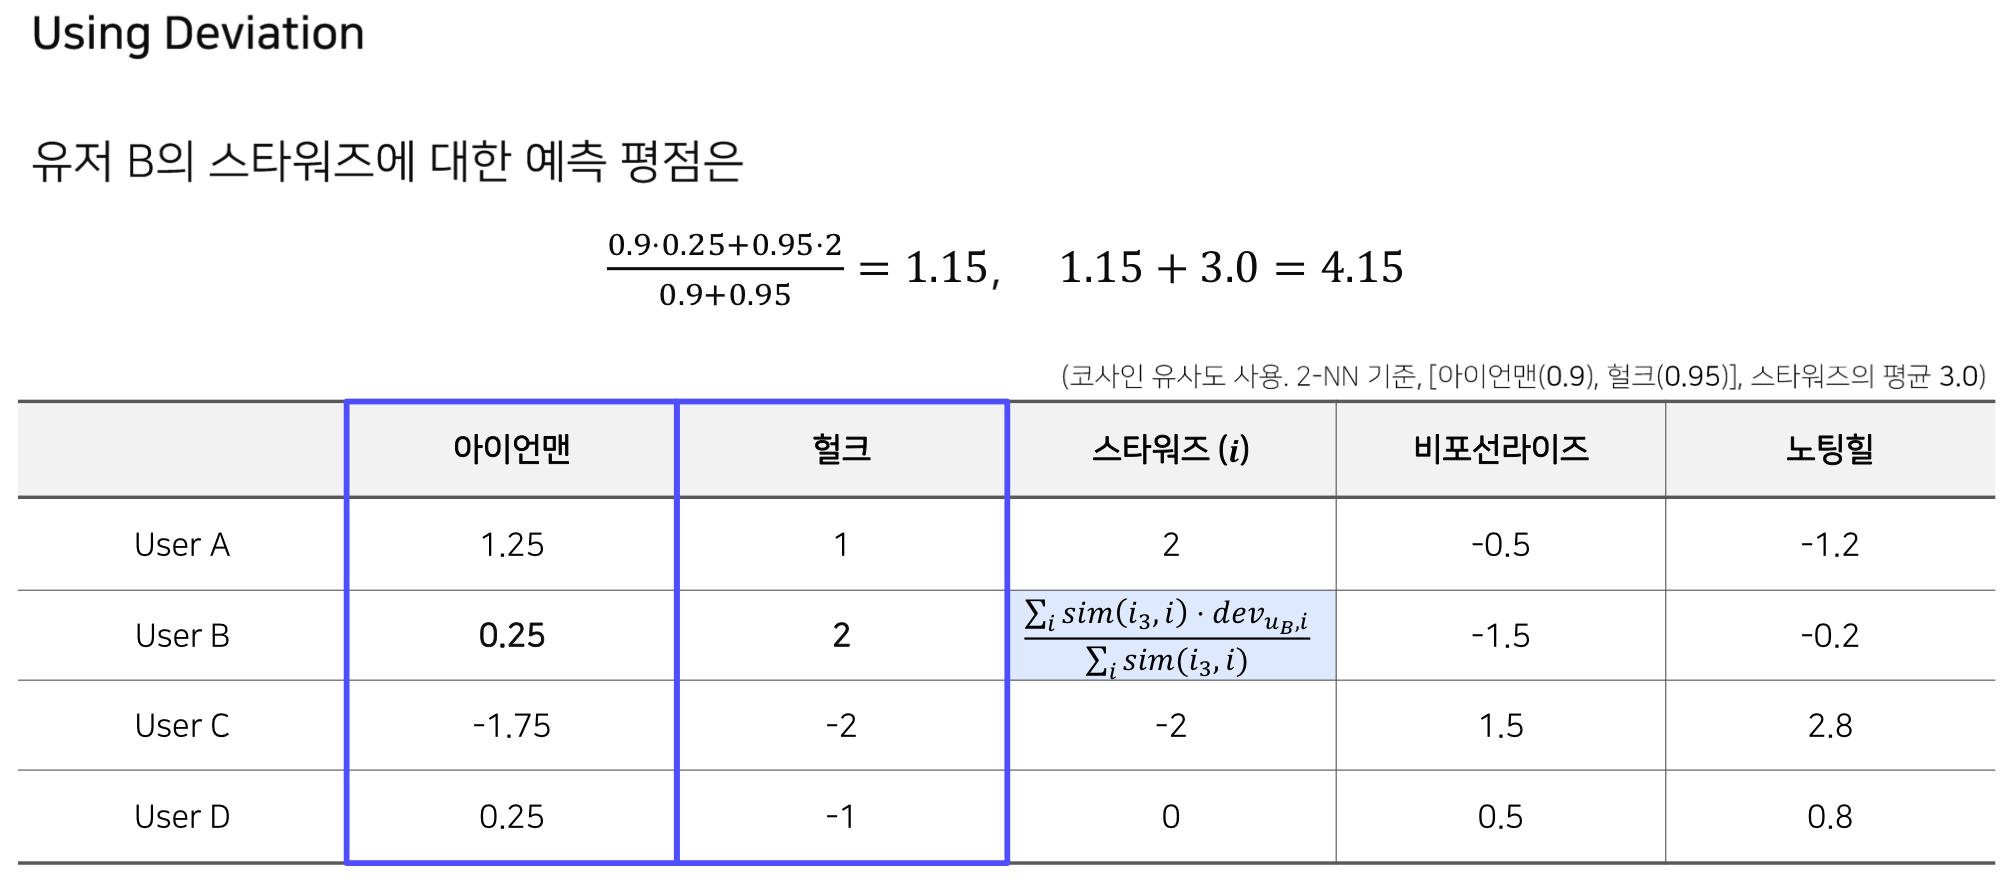 Using Deviation
유저 B의 스타워즈에 대한 예측 평점은
\frac{0.9·0.25+0.95·2}{0.9+0.95} = 1.15, 1.15 + 3.0 = 4.15
(코사인 유사도 사용. 2-NN 기준, [아이언맨(0.9), 헐크(0.95)], 스타워즈의 평균 3.0)
아이언맨 헐크 스타워즈 (i) 비포선라이즈 노팅힐
User A 1.25 1 2 -0.5 -1.2
User B 0.25 2 \frac{∑_i sim(i_3, i) · dev_{u_B,i}}{∑_i sim(i_3, i)} -1.5 -0.2
User C -1.75 -2 -2 1.5 2.8
User D 0.25 -1 0 0.5 0.8